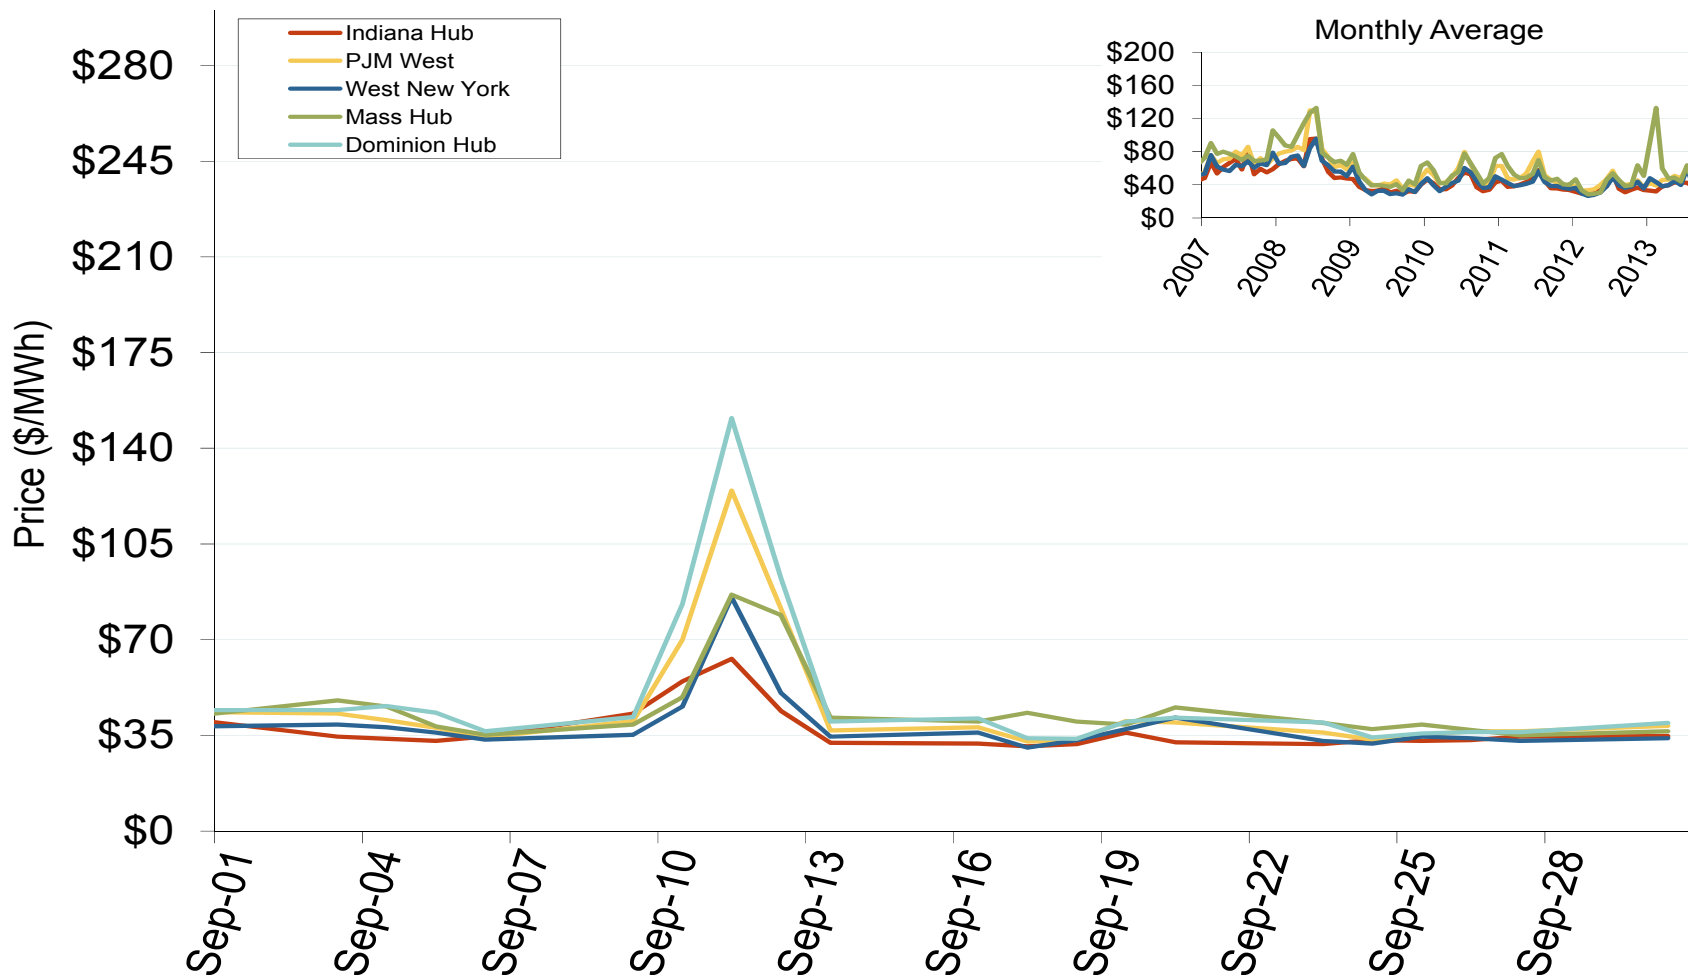 Indiana Hub
PJM West
West New York
Mass Hub
Dominion Hub
Monthly Average
$200
$160
$120
$80
$40
$0
2007
2008
2009
2010
2011
2012
2013
Price ($/MWh)
$280
$245
$210
$175
$140
$105
$70
$35
$0
Sep-01
Sep-04
Sep-07
Sep-10
Sep-13
Sep-16
Sep-19
Sep-22
Sep-25
Sep-28